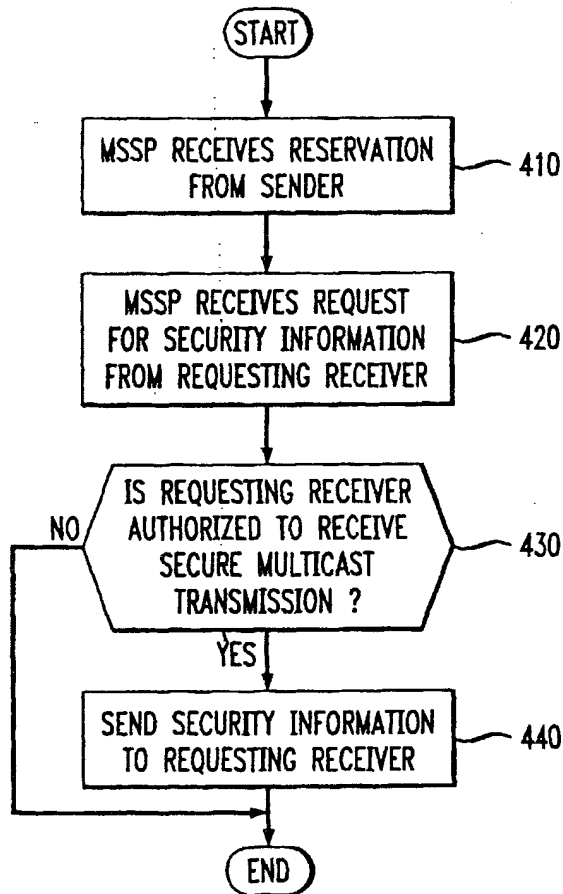 START
MSSP RECEIVES RESERVATION
FROM SENDER
410
MSSP RECEIVES REQUEST
FOR SECURITY INFORMATION
FROM REQUESTING RECEIVER
420
IS REQUESTING RECEIVER
AUTHORIZED TO RECEIVE
SECURE MULTICAST
TRANSMISSION ?
430
NO
YES
SEND SECURITY INFORMATION
TO REQUESTING RECEIVER
440
END